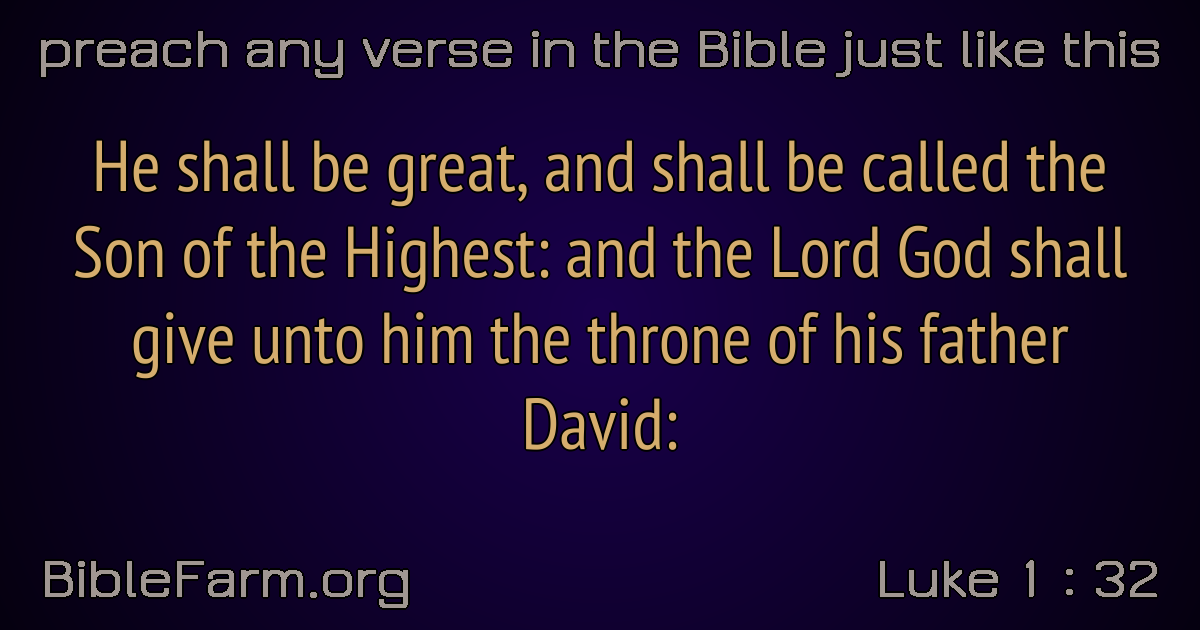 preach any verse in the Bible just like this
He shall be great, and shall be called the
Son of the Highest: and the Lord God shall
give unto him the throne of his father
David:
BibleFarm.org
Luke 1 : 32